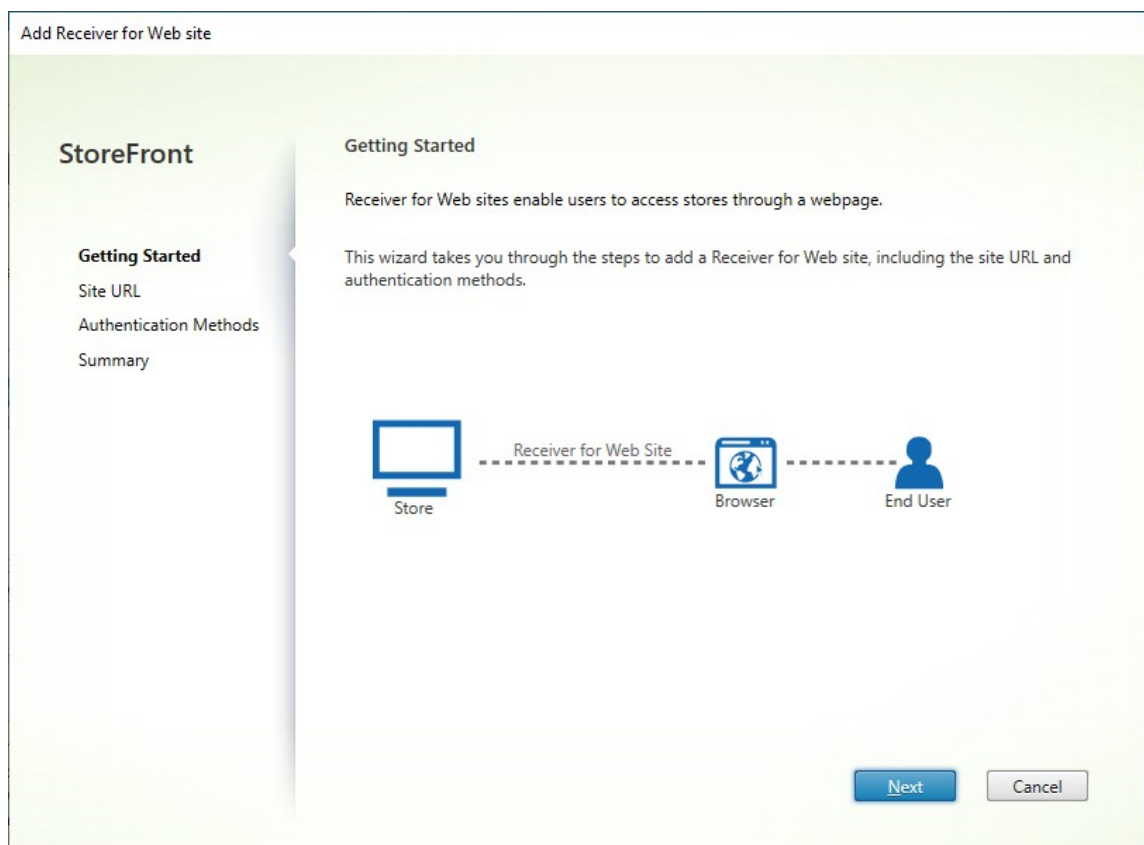 Add Receiver for Web site
StoreFront
Getting Started
Site URL
Authentication Methods
Summary
Getting Started
Receiver for Web sites enable users to access stores through a webpage.
This wizard takes you through the steps to add a Receiver for Web site, including the site URL and
authentication methods.
Receiver for Web Site
Store
Browser
End User
Next
Cancel